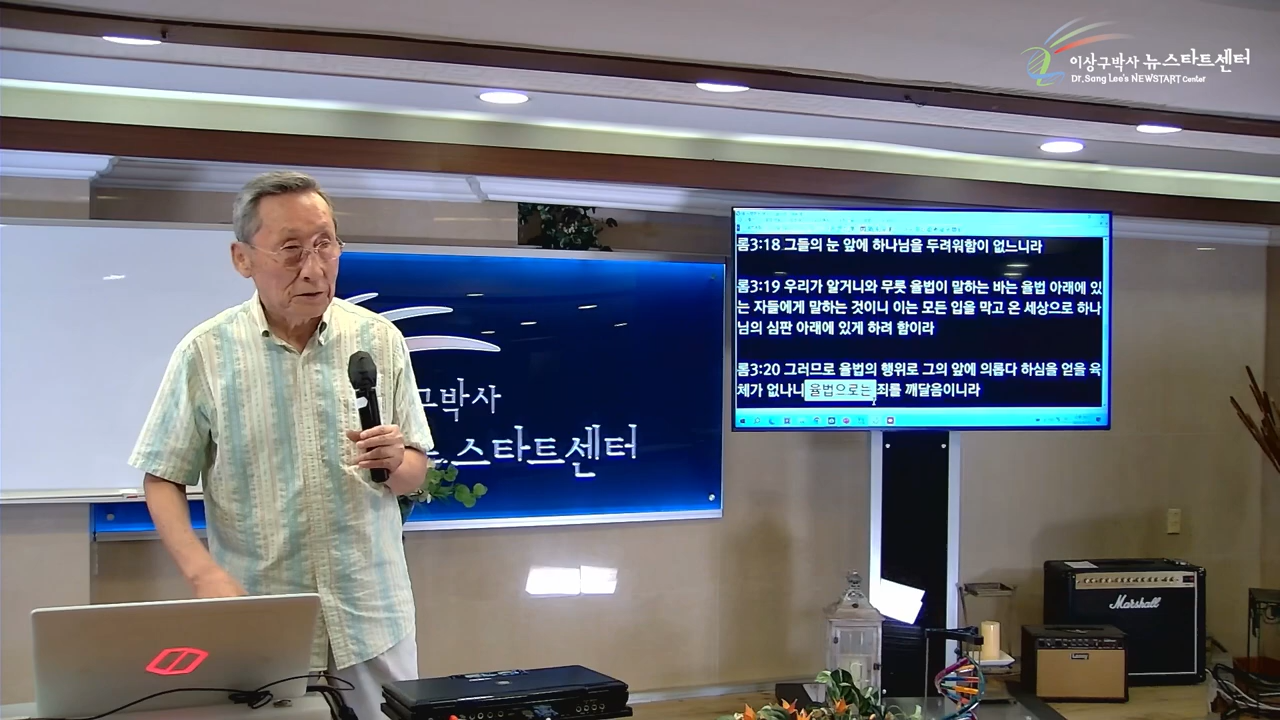 이상구박사 뉴스타트센터
Dr. Sang Lee's NEWSTART Center
롬3:18 그들의 눈 앞에 하나님을 두려워함이 없느니라
롬3:19 우리가 알거니와 무릇 율법이 말하는 바는 율법 아래에 있
는 자들에게 말하는 것이니 이는 모든 입을 막고 온 세상으로 하나
님의 심판 아래에 있게 하려 함이라
롬3:20 그러므로 율법의 행위로 그의 앞에 의롭다 하심을 얻을 육
체가 없나니 율법으로는 죄를 깨달음이니라
구박사
뉴스타트센터
Marshall
Laney